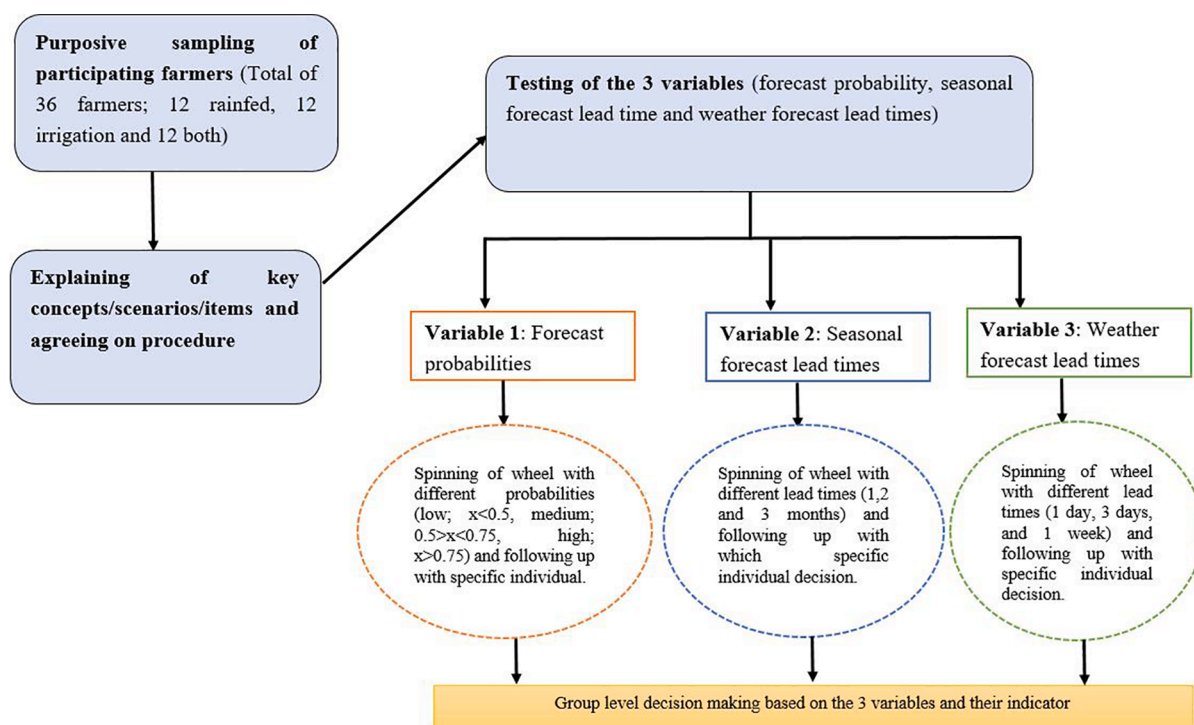 Purposive sampling of
participating farmers (Total of
36 farmers; 12 rainfed, 12
irrigation and 12 both)
Explaining of key
concepts/scenarios/items and
agreeing on procedure
Testing of the 3 variables (forecast probability, seasonal
forecast lead time and weather forecast lead times)
Variable 1: Forecast
probabilities
Variable 2: Seasonal
forecast lead times
Variable 3: Weather
forecast lead times
Spinning of wheel with
different probabilities
(low; x<0.5, medium;
0.5>x<0.75, high;
x>0.75) and following up
with specific individual.
Spinning of wheel with
different lead times (1,2
and 3 months) and
following up with
which specific
individual decision.
Spinning of wheel
with different lead
times (1 day, 3 days,
and 1 week) and
following up with
specific individual
decision.
Group level decision making based on the 3 variables and their indicator